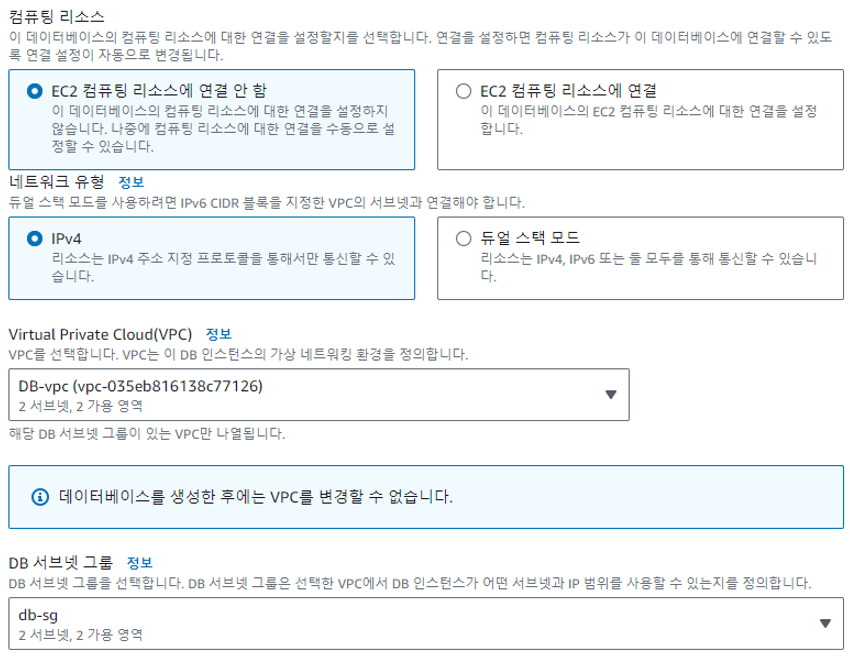 컴퓨팅 리소스
이 데이터베이스의 컴퓨팅 리소스에 대한 연결을 설정할지를 선택합니다. 연결을 설정하면 컴퓨팅 리소스가 이 데이터베이스에 연결할 수 있도
록 연결 설정이 자동으로 변경됩니다.
EC2 컴퓨팅 리소스에 연결 안 함
이 데이터베이스의 컴퓨팅 리소스에 대한 연결을 설정하지
않습니다. 나중에 컴퓨팅 리소스에 대한 연결을 수동으로 설
정할 수 있습니다.
EC2 컴퓨팅 리소스에 연결
이 데이터베이스의 EC2 컴퓨팅 리소스에 대한 연결을 설정
합니다.
네트워크 유형 정보
듀얼 스택 모드를 사용하려면 IPv6 CIDR 블록을 지정한 VPC의 서브넷과 연결해야 합니다.
IPv4
리소스는 IPv4 주소 지정 프로토콜을 통해서만 통신할 수 있
습니다.
듀얼 스택 모드
리소스는 IPv4, IPv6 또는 둘 모두를 통해 통신할 수 있습니
다.
Virtual Private Cloud(VPC) 정보
VPC를 선택합니다. VPC는 이 DB 인스턴스의 가상 네트워킹 환경을 정의합니다.
DB-vpc (vpc-035eb816138c77126)
2 서브넷, 2 가용 영역
해당 DB 서브넷 그룹이 있는 VPC만 나열됩니다.
데이터베이스를 생성한 후에는 VPC를 변경할 수 없습니다.
DB 서브넷 그룹 정보
DB 서브넷 그룹을 선택합니다. DB 서브넷 그룹은 선택한 VPC에서 DB 인스턴스가 어떤 서브넷과 IP 범위를 사용할 수 있는지를 정의합니다.
db-sg
2 서브넷, 2 가용 영역